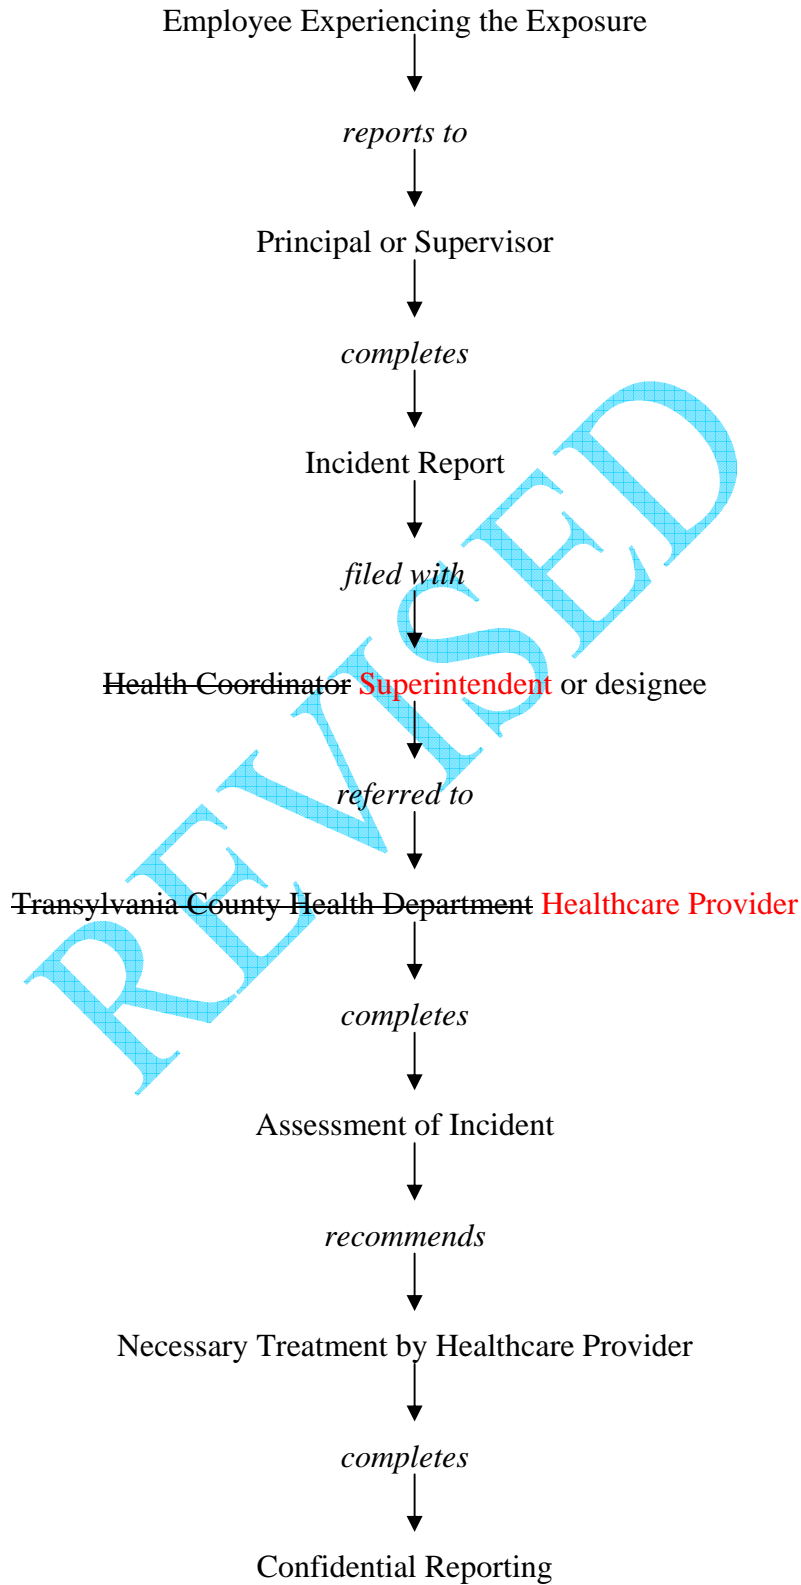 Employee Experiencing the Exposure
reports to
Principal or Supervisor
completes
Incident Report
filed with
Health Coordinator Superintendent or designee
referred to
Transylvania County Health Department Healthcare Provider
completes
Assessment of Incident
recommends
Necessary Treatment by Healthcare Provider
completes
Confidential Reporting
REVISED